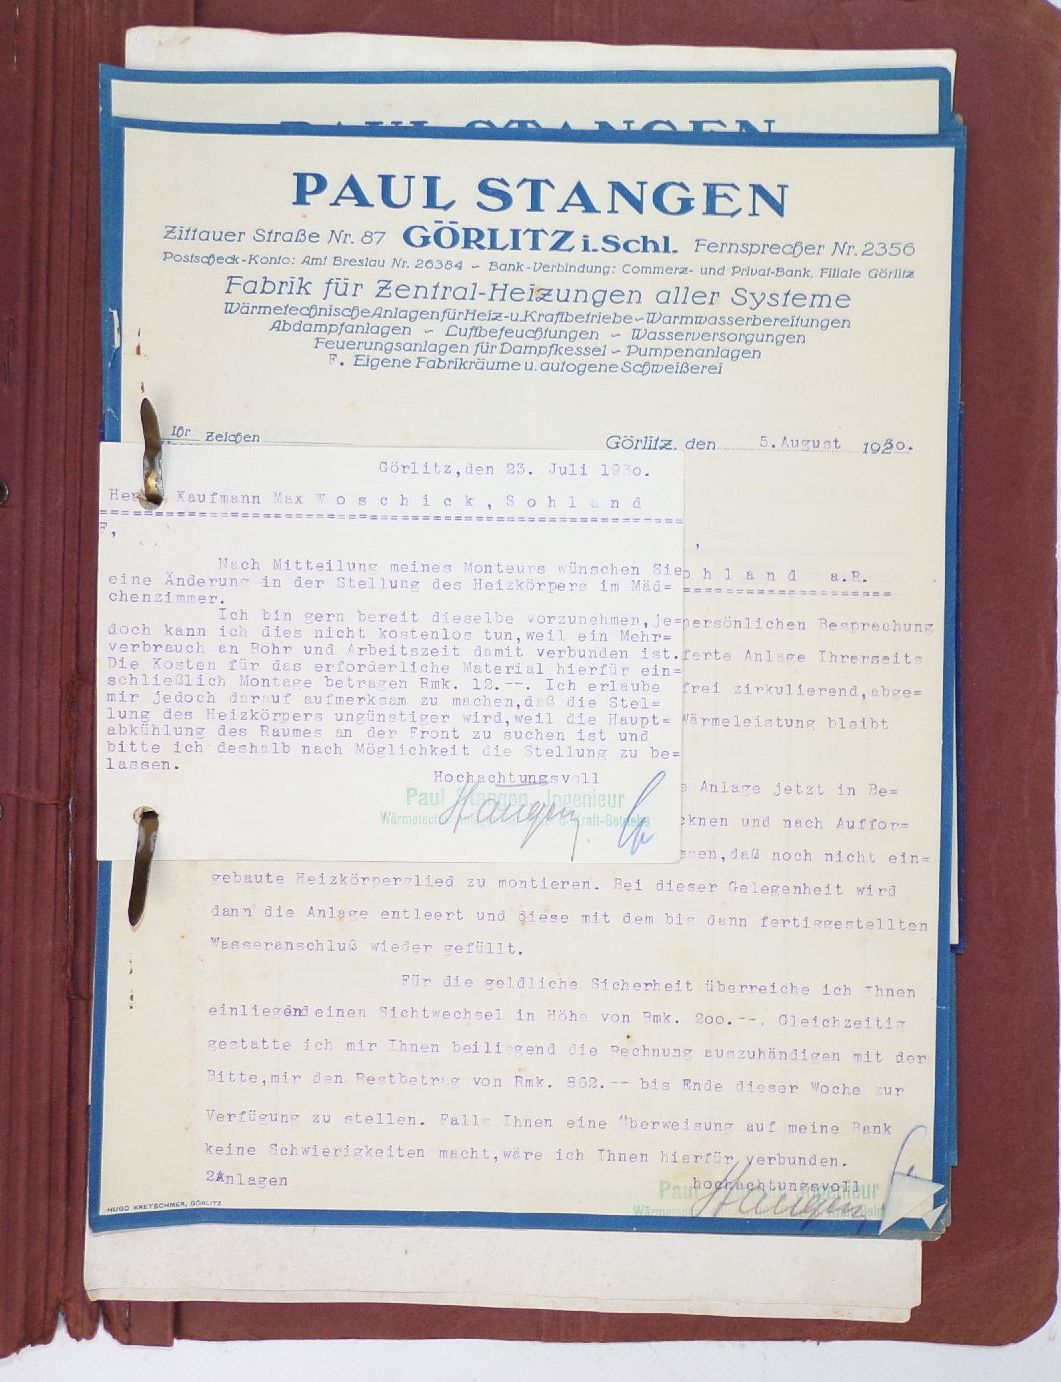 PAUL STANGEN
PAUL STANGEN
Zittauer Straße Nr. 87 GÖRLITZ i. Schl. Fernsprecher Nr. 2356
Postscheck-Konto: Amt Breslau Nr. 26384 - Bank-Verbindung: Commerz- und Privat-Bank, Filiale Görlitz
Fabrik für Zentral-Heizungen aller Systeme
Wärmetechnische Anlagen für Heiz- u. Kraftbetriebe - Warmwasserbereitungen
Abdampfanlagen - Luftbefeuchtungen - Wasserversorgungen
Feuerungsanlagen für Dampfkessel - Pumpenanlagen
F. Eigene Fabrikräume u. autogene Schweißerei
Ihr Zeichen
Görlitz, den 5. August 1930.
Görlitz,den 23. Juli 1930.
Kaufmann Max Woschick, Sohland
F,
Nach Mitteilung meines Monteurs wünschen Sie
eine Änderung in der Stellung des Heizkörpers im Mäd=
chenzimmer.
Ich bin gern bereit dieselbe vorzunehmen,je=
doch kann ich dies nicht kostenlos tun,weil ein Mehr=
verbrauch an Rohr und Arbeitszeit damit verbunden ist.
Die Kosten für das erforderliche Material hierfür ein=
schließlich Montage betragen Rmk. 12.--. Ich erlaube
mir jedoch darauf aufmerksam zu machen,daß die Stel=
lung des Heizkörpers ungünstiger wird,weil die Haupt=
abkühlung des Raumes an der Front zu suchen ist und
bitte ich deshalb nach Möglichkeit die Stellung zu be=
lassen.
Hochachtungsvoll
Paul Stangen, Ingenieur
Stangen.
ohland a.R.
persönlichen Besprechung
ferte Anlage Ihrerseits
frei zirkulierend,abge=
Wärmeleistung bleibt
Anlage jetzt in Be=
cknen und nach Auffor=
ssen,daß noch nicht ein=
gebaute Heizkörperglied zu montieren. Bei dieser Gelegenheit wird
dann die Anlage entleert und diese mit dem bis dann fertiggestellten
Wasseranschluß wieder gefüllt.
Für die geldliche Sicherheit überreiche ich Ihnen
einliegend einen Sichtwechsel in Höhe von Rmk. 200.--. Gleichzeitig
gestatte ich mir Ihnen beiliegend die Rechnung auszuhändigen mit der
Bitte,mir den Restbetrag von Rmk. 862.-- bis Ende dieser Woche zur
Verfügung zu stellen. Falls Ihnen eine Überweisung auf meine Bank
keine Schwierigkeiten macht,wäre ich Ihnen hierfür verbunden.
2 Anlagen
hochachtungsvoll
Paul Ingenieur
Stangen
HUGO KRETSCHMER, GÖRLITZ